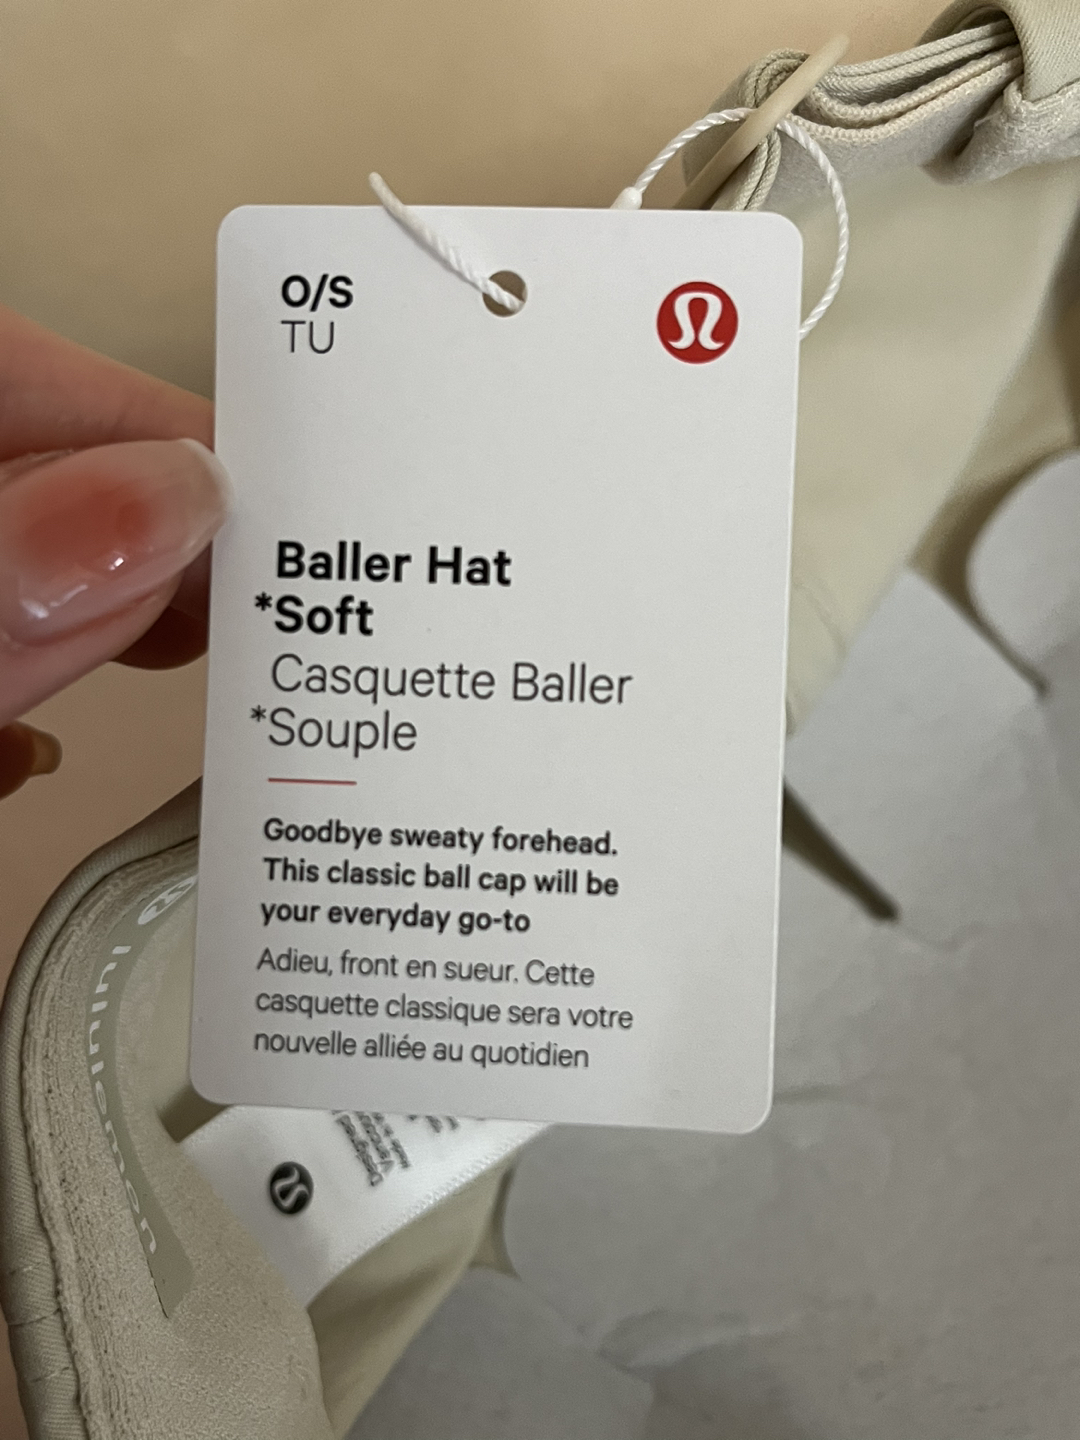 O/S
TU
Baller Hat
*Soft
Casquette Baller
*Souple
Goodbye sweaty forehead.
This classic ball cap will be
your everyday go-to
Adieu, front en sueur. Cette
casquette classique sera votre
nouvelle alliée au quotidien
lululemon
Designed